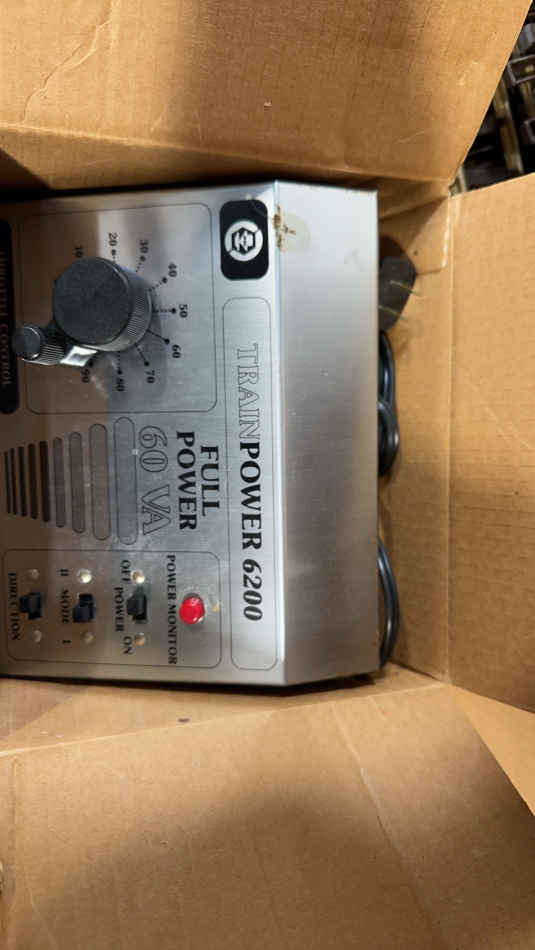 TRAINPOWER 6200
THROTTLE CONTROL
10
20
30
40
50
60
70
80
90
FULL
POWER
60 VA
POWER MONITOR
OFF POWER ON
II MODE I
DIRECTION